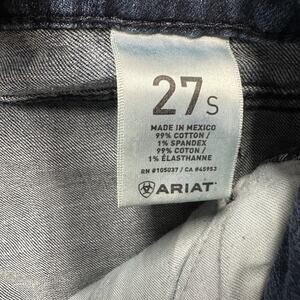 27S
MADE IN MEXICO
99% COTTON /
1% SPANDEX
99% COTON /
1% ÉLASTHANNE
RN #105037 / CA #45953
ARIAT